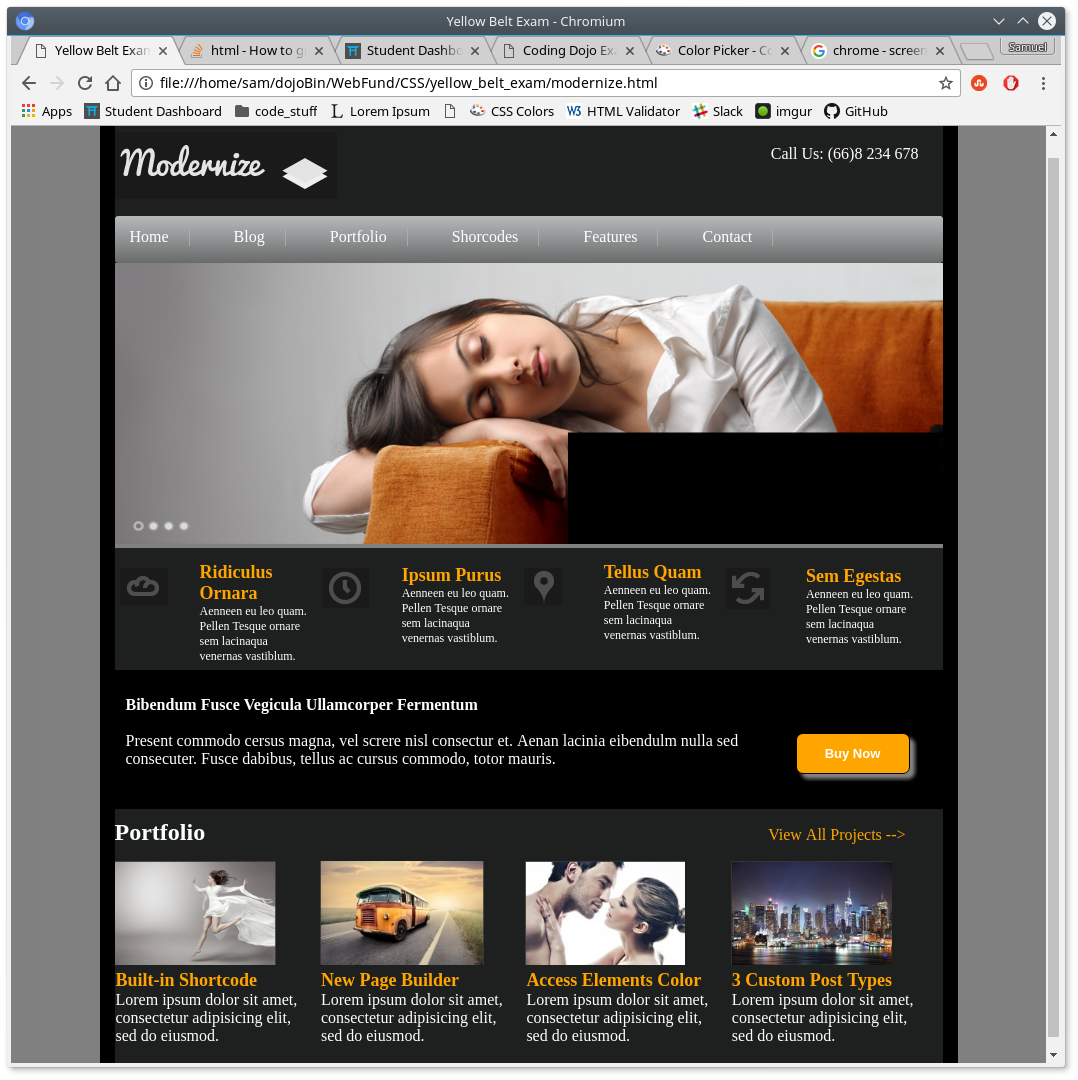 Yellow Belt Exam - Chromium
Yellow Belt Exan
html - How to g
Student Dashbo
Coding Dojo Ex
Color Picker - Co
chrome - screen
Samuel
file:///home/sam/dojoBin/WebFund/CSS/yellow_belt_exam/modernize.html
Apps
Student Dashboard
code_stuff
Lorem Ipsum
CSS Colors
W3 HTML Validator
Slack
imgur
GitHub
Modernize
Call Us: (66)8 234 678
Home
Blog
Portfolio
Shorcodes
Features
Contact
Ridiculus
Ornara
Aenneen eu leo quam.
Pellen Tesque ornare
sem lacinaqua
venernas vastiblum.
Ipsum Purus
Aenneen eu leo quam.
Pellen Tesque ornare
sem lacinaqua
venernas vastiblum.
Tellus Quam
Aenneen eu leo quam.
Pellen Tesque ornare
sem lacinaqua
venernas vastiblum.
Sem Egestas
Aenneen eu leo quam.
Pellen Tesque ornare
sem lacinaqua
venernas vastiblum.
Bibendum Fusce Vegicula Ullamcorper Fermentum
Present commodo cersus magna, vel screre nisl consectur et. Aenan lacinia eibendulm nulla sed
consecuter. Fusce dabibus, tellus ac cursus commodo, totor mauris.
Buy Now
Portfolio
View All Projects -->
Built-in Shortcode
Lorem ipsum dolor sit amet,
consectetur adipisicing elit,
sed do eiusmod.
New Page Builder
Lorem ipsum dolor sit amet,
consectetur adipisicing elit,
sed do eiusmod.
Access Elements Color
Lorem ipsum dolor sit amet,
consectetur adipisicing elit,
sed do eiusmod.
3 Custom Post Types
Lorem ipsum dolor sit amet,
consectetur adipisicing elit,
sed do eiusmod.